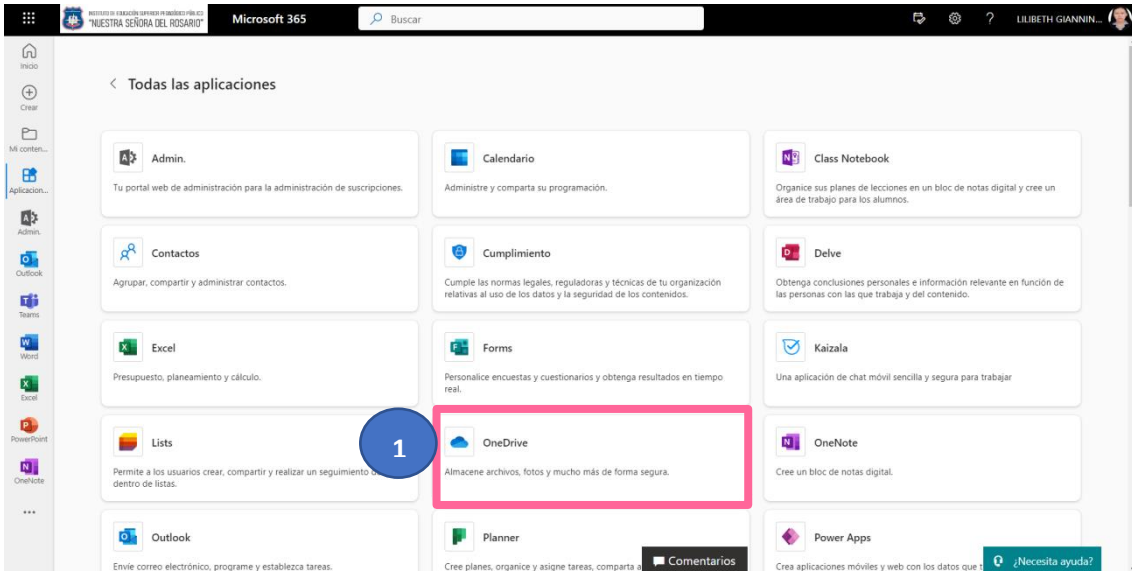 INSTITUTO DE EDUCACIÓN SUPERIOR PEDAGÓGICO PÚBLICO
"NUESTRA SEÑORA DEL ROSARIO"
Microsoft 365
Buscar
?
LILIBETH GIANNIN...
Inicio
Crear
Mi conten...
Aplicacion...
Admin.
Outlook
Teams
Word
Excel
PowerPoint
OneNote
...
< Todas las aplicaciones
Admin.
Tu portal web de administración para la administración de suscripciones.
Calendario
Administre y comparta su programación.
Class Notebook
Organice sus planes de lecciones en un bloc de notas digital y cree un
área de trabajo para los alumnos.
Contactos
Agrupar, compartir y administrar contactos.
Cumplimiento
Cumple las normas legales, reguladoras y técnicas de tu organización
relativas al uso de los datos y la seguridad de los contenidos.
Delve
Obtenga conclusiones personales e información relevante en función de
las personas con las que trabaja y del contenido.
Excel
Presupuesto, planeamiento y cálculo.
Forms
Personalice encuestas y cuestionarios y obtenga resultados en tiempo
real.
Kaizala
Una aplicación de chat móvil sencilla y segura para trabajar
Lists
Permite a los usuarios crear, compartir y realizar un seguimiento
dentro de listas.
1
OneDrive
Almacene archivos, fotos y mucho más de forma segura.
OneNote
Cree un bloc de notas digital.
Outlook
Envíe correo electrónico, programe y establezca tareas.
Planner
Cree planes, organice y asigne tareas, comparta a
Power Apps
Crea aplicaciones móviles y web con los datos que
Comentarios
¿Necesita ayuda?